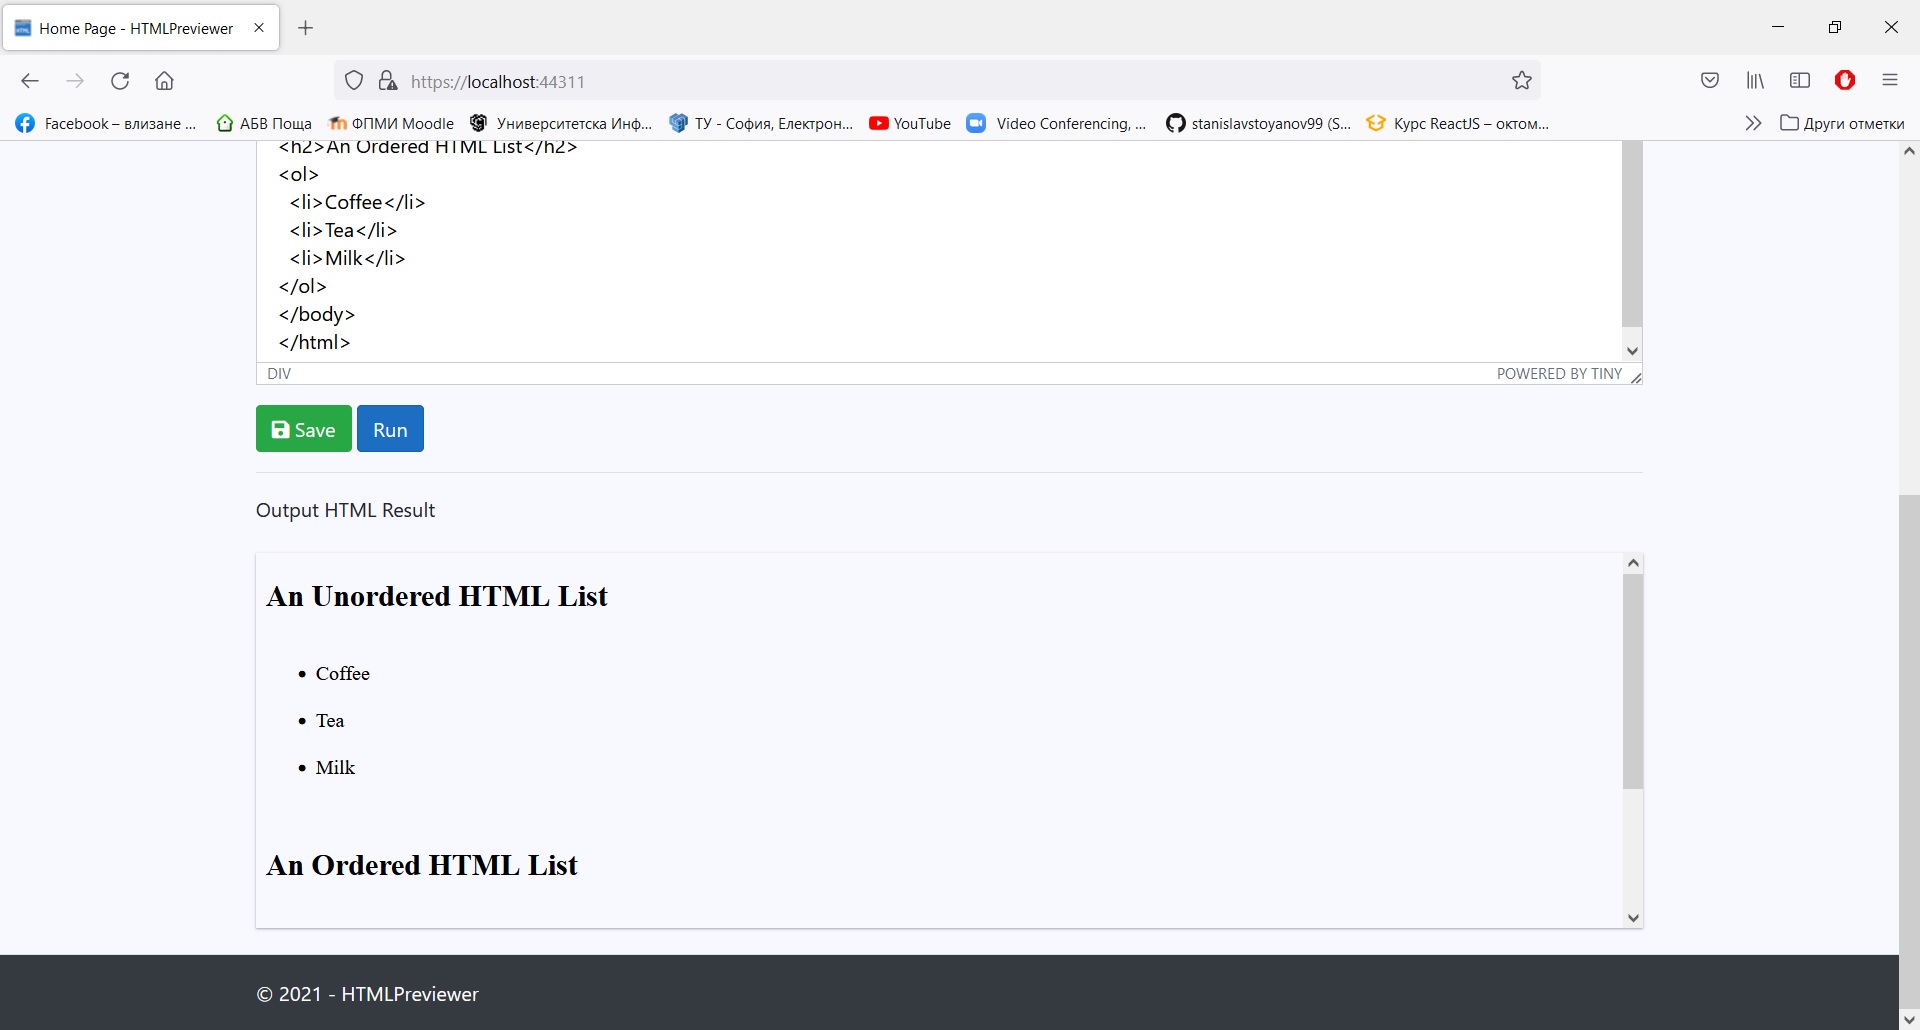 Home Page - HTMLPreviewer
https://localhost:44311
Facebook – влизане ... АБВ Поща ФПМИ Moodle Университетска Инф... ТУ - София, Електрон... YouTube Video Conferencing, ... stanislavstoyanov99 (S... Курс ReactJS – октом... Други отметки
<h2>An Ordered HTML List</h2>
<ol>
<li>Coffee</li>
<li>Tea</li>
<li>Milk</li>
</ol>
</body>
</html>
DIV POWERED BY TINY
Save Run
Output HTML Result
An Unordered HTML List
• Coffee
• Tea
• Milk
An Ordered HTML List
© 2021 - HTMLPreviewer